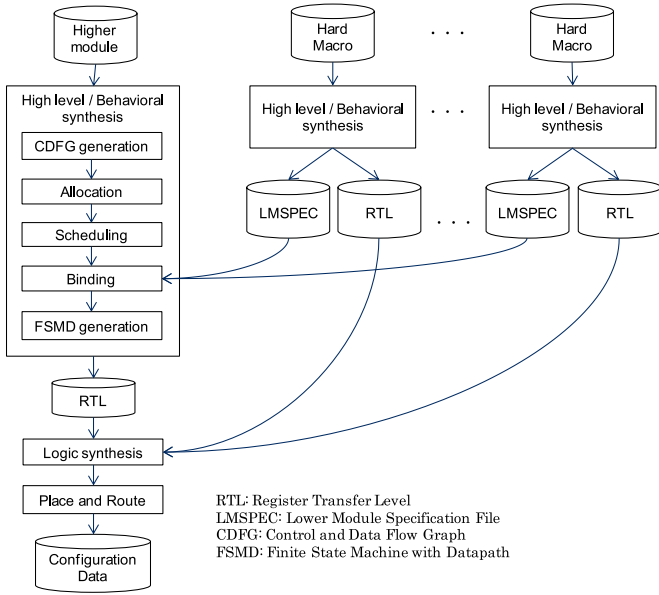 Higher
module
Hard
Macro
. . .
Hard
Macro
High level / Behavioral
synthesis
CDFG generation
Allocation
Scheduling
Binding
FSMD generation
High level / Behavioral
synthesis
. . .
High level / Behavioral
synthesis
LMSPEC
RTL
. . .
LMSPEC
RTL
RTL
Logic synthesis
Place and Route
Configuration
Data
RTL: Register Transfer Level
LMSPEC: Lower Module Specification File
CDFG: Control and Data Flow Graph
FSMD: Finite State Machine with Datapath